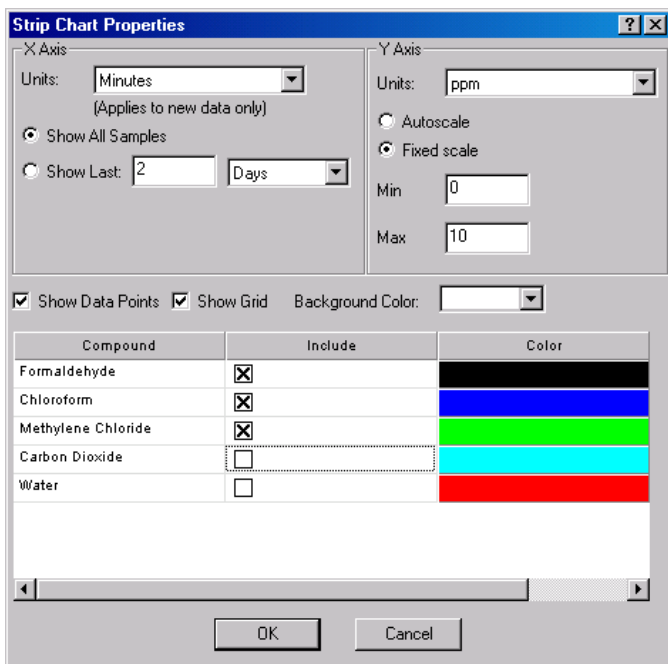 Strip Chart Properties
X Axis
Units: Minutes
(Applies to new data only)
Show All Samples
Show Last: 2 Days
Y Axis
Units: ppm
Autoscale
Fixed scale
Min 0
Max 10
Show Data Points Show Grid Background Color:
Compound Include Color
Formaldehyde
Chloroform
Methylene Chloride
Carbon Dioxide
Water
OK Cancel